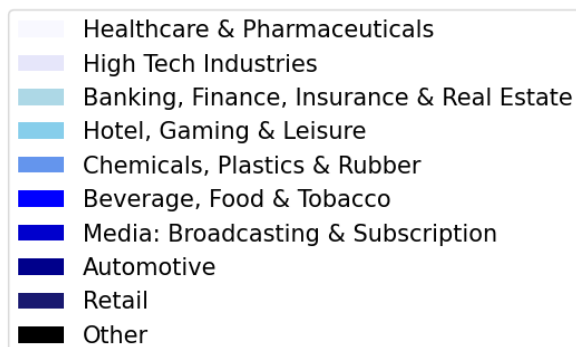 Healthcare & Pharmaceuticals
High Tech Industries
Banking, Finance, Insurance & Real Estate
Hotel, Gaming & Leisure
Chemicals, Plastics & Rubber
Beverage, Food & Tobacco
Media: Broadcasting & Subscription
Automotive
Retail
Other